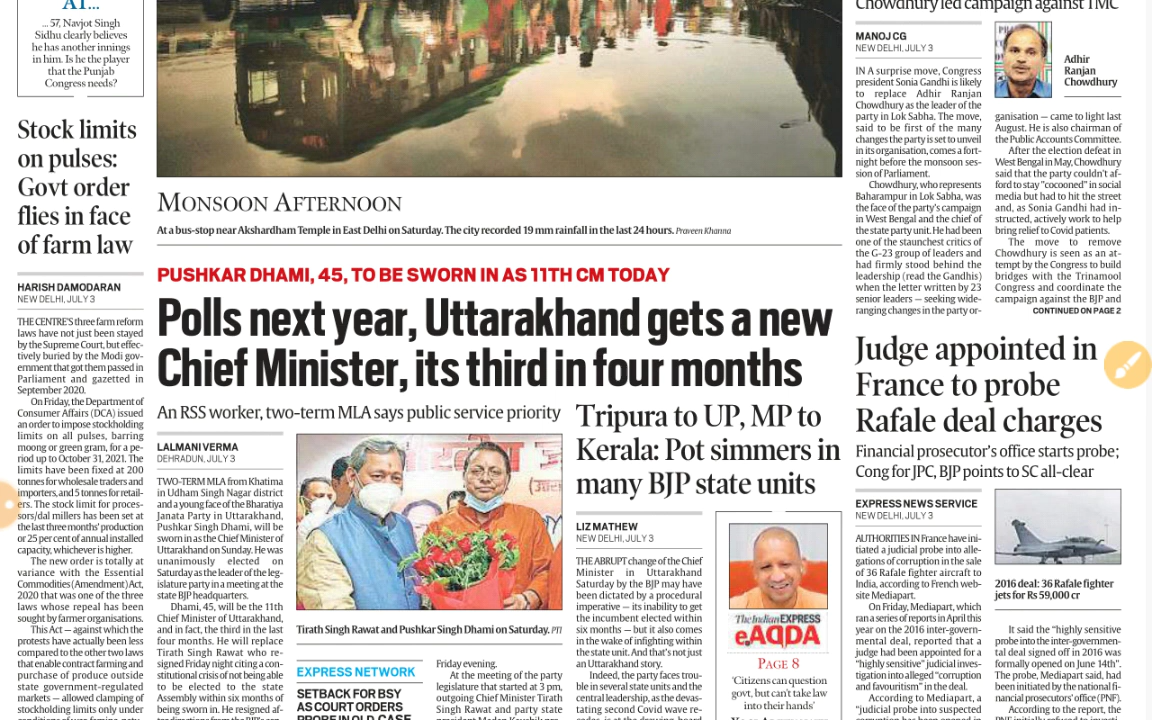 AT...
... 57, Navjot Singh
Sidhu clearly believes
he has another innings
in him. Is he the player
that the Punjab
Congress needs?
Stock limits
on pulses:
Govt order
flies in face
of farm law
HARISH DAMODARAN
NEW DELHI, JULY 3
THE CENTRE'S three farm reform
laws have not just been stayed
by the Supreme Court, but effec-
tively buried by the Modi gov-
ernment that got them passed in
Parliament and gazetted in
September 2020.
On Friday, the Department of
Consumer Affairs (DCA) issued
an order to impose stockholding
limits on all pulses, barring
moong or green gram, for a pe-
riod up to October 31, 2021. The
limits have been fixed at 200
tonnes for wholesale traders and
importers, and 5 tonnes for retail-
ers. The stock limit for proces-
sors/dal millers has been set at
the last three months' production
or 25 per cent of annual installed
capacity, whichever is higher.
The new order is totally at
variance with the Essential
Commodities (Amendment) Act,
2020 that was one of the three
laws whose repeal has been
sought by farmer organisations.
This Act — against which the
protests have actually been less
compared to the other two laws
that enable contract farming and
purchase of produce outside
state government-regulated
markets — allowed clamping of
stockholding limits only under
MONSOON AFTERNOON
At a bus-stop near Akshardham Temple in East Delhi on Saturday. The city recorded 19 mm rainfall in the last 24 hours. Praveen Khanna
PUSHKAR DHAMI, 45, TO BE SWORN IN AS 11TH CM TODAY
Polls next year, Uttarakhand gets a new
Chief Minister, its third in four months
An RSS worker, two-term MLA says public service priority
LALMANI VERMA
DEHRADUN, JULY 3
TWO-TERM MLA from Khatima
in Udham Singh Nagar district
and a young face of the Bharatiya
Janata Party in Uttarakhand,
Pushkar Singh Dhami, will be
sworn in as the Chief Minister of
Uttarakhand on Sunday. He was
unanimously elected on
Saturday as the leader of the leg-
islature party in a meeting at the
state BJP headquarters.
Dhami, 45, will be the 11th
Chief Minister of Uttarakhand,
and in fact, the third in the last
four months. He will replace
Tirath Singh Rawat who re-
signed Friday night citing a con-
stitutional crisis of not being able
to be elected to the state
Assembly within six months of
being sworn in. He resigned af-
Tirath Singh Rawat and Pushkar Singh Dhami on Saturday. PTI
EXPRESS NETWORK
SETBACK FOR BSY
AS COURT ORDERS
PROBE IN OLD CASE
Friday evening.
At the meeting of the party
legislature that started at 3 pm,
outgoing Chief Minister Tirath
Singh Rawat and party state
Tripura to UP, MP to
Kerala: Pot simmers in
many BJP state units
LIZ MATHEW
NEW DELHI, JULY 3
THE ABRUPT change of the Chief
Minister in Uttarakhand
Saturday by the BJP may have
been dictated by a procedural
imperative — its inability to get
the incumbent elected within
six months — but it also comes
in the wake of infighting within
the state unit. And that's not just
an Uttarakhand story.
Indeed, the party faces trou-
ble in several state units and the
central leadership, as the devas-
tating second Covid wave re-
The Indian EXPRESS
e.ADDA
PAGE 8
'Citizens can question
govt, but can't take law
into their hands'
Chowdhury led campaign against TMC
MANOJ CG
NEW DELHI, JULY 3
IN A surprise move, Congress
president Sonia Gandhi is likely
to replace Adhir Ranjan
Chowdhury as the leader of the
party in Lok Sabha. The move,
said to be first of the many
changes the party is set to unveil
in its organisation, comes a fort-
night before the monsoon ses-
sion of Parliament.
Chowdhury, who represents
Baharampur in Lok Sabha, was
the face of the party's campaign
in West Bengal and the chief of
the state party unit. He had been
one of the staunchest critics of
the G-23 group of leaders and
had firmly stood behind the
leadership (read the Gandhis)
when the letter written by 23
senior leaders — seeking wide-
ranging changes in the party or-
Adhir
Ranjan
Chowdhury
ganisation — came to light last
August. He is also chairman of
the Public Accounts Committee.
After the election defeat in
West Bengal in May, Chowdhury
said that the party couldn't af-
ford to stay "cocooned" in social
media but had to hit the street
and, as Sonia Gandhi had in-
structed, actively work to help
bring relief to Covid patients.
The move to remove
Chowdhury is seen as an at-
tempt by the Congress to build
bridges with the Trinamool
Congress and coordinate the
campaign against the BJP and
CONTINUED ON PAGE 2
Judge appointed in
France to probe
Rafale deal charges
Financial prosecutor's office starts probe;
Cong for JPC, BJP points to SC all-clear
EXPRESS NEWS SERVICE
NEW DELHI, JULY 3
AUTHORITIES IN France have ini-
tiated a judicial probe into alle-
gations of corruption in the sale
of 36 Rafale fighter aircraft to
India, according to French web-
site Mediapart.
On Friday, Mediapart, which
ran a series of reports in April this
year on the 2016 inter-govern-
mental deal, reported that a
judge had been appointed for a
"highly sensitive" judicial inves-
tigation into alleged "corruption
and favouritism" in the deal.
According to Mediapart, a
"judicial probe into suspected
2016 deal: 36 Rafale fighter
jets for Rs 59,000 cr
It said the "highly sensitive
probe into the inter-governmen-
tal deal signed off in 2016 was
formally opened on June 14th".
The probe, Mediapart said, had
been initiated by the national fi-
nancial prosecutors' office (PNF).
According to the report, the